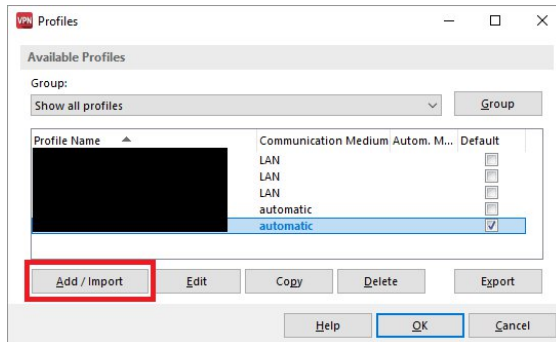 VPN Profiles
Available Profiles
Group:
Show all profiles Group
Profile Name Communication Medium Autom. M... Default
LAN
LAN
LAN
automatic
automatic
Add / Import Edit Copy Delete Export
Help OK Cancel